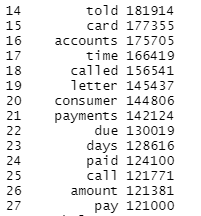 14 told 181914
15 card 177355
16 accounts 175705
17 time 166419
18 called 156541
19 letter 145437
20 consumer 144806
21 payments 142124
22 due 130019
23 days 128616
24 paid 124100
25 call 121771
26 amount 121381
27 pay 121000